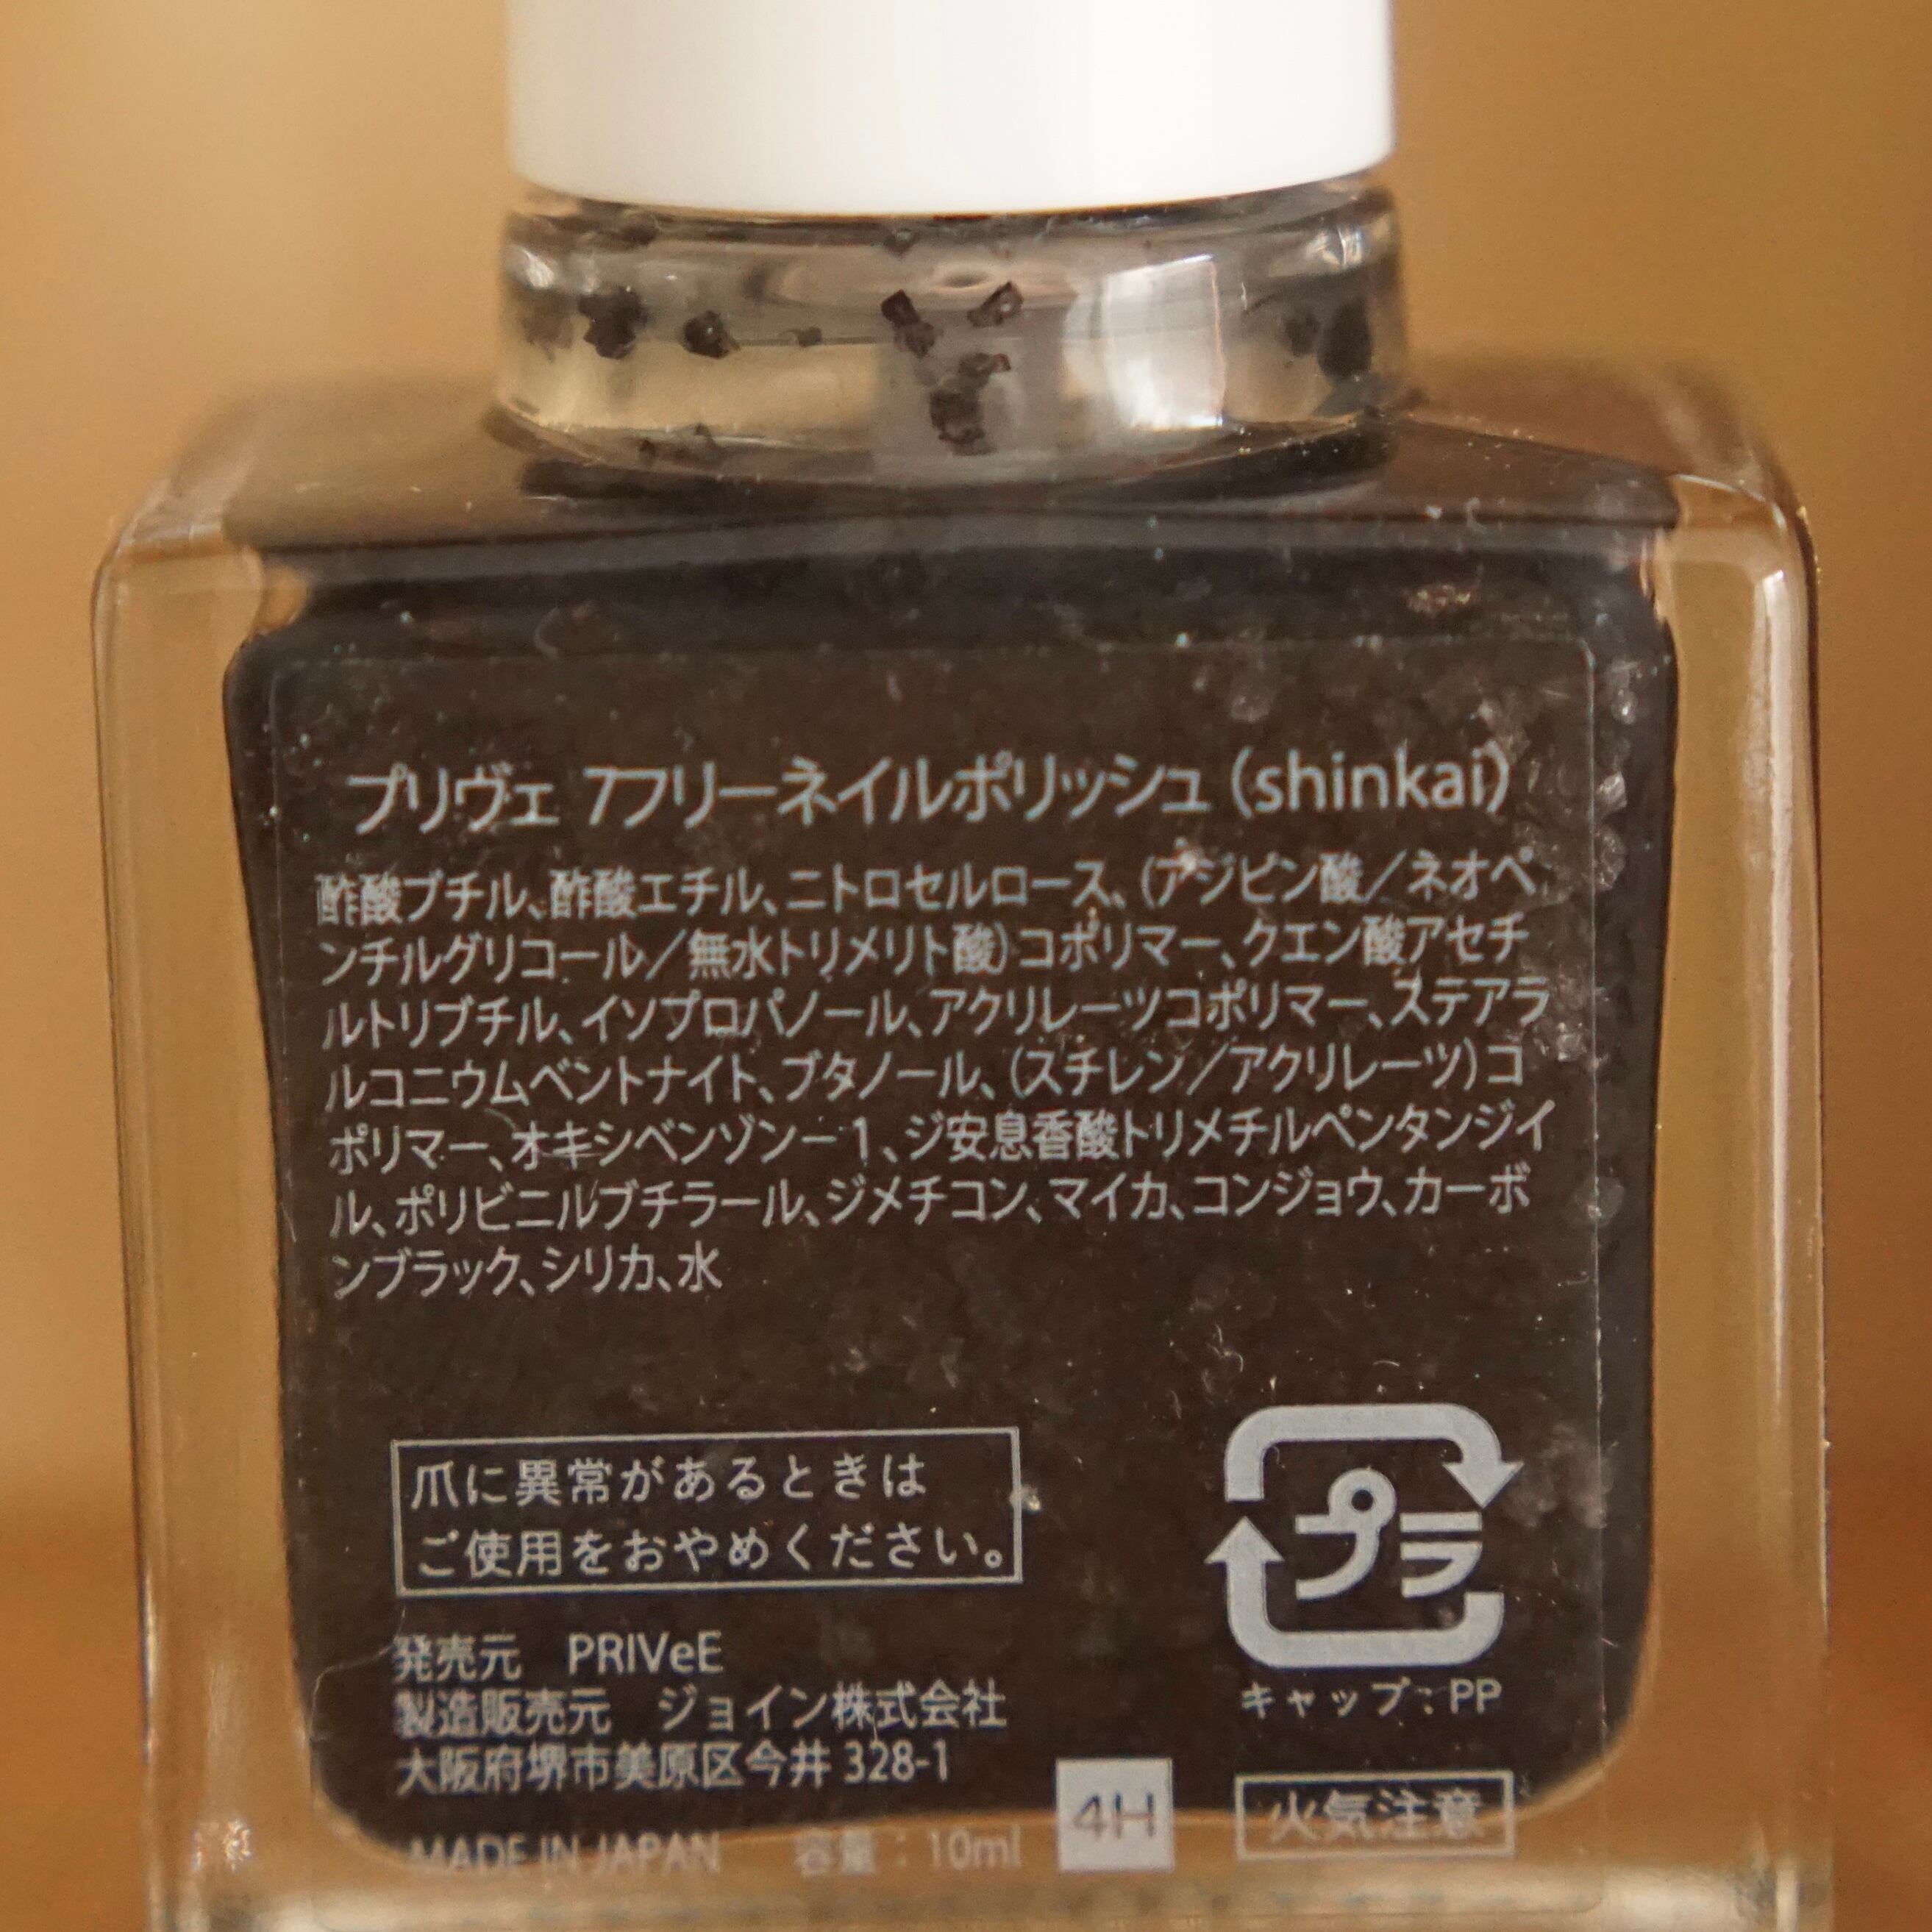 プリヴェ 7フリーネイルポリッシュ（shinkai）
酢酸ブチル、酢酸エチル、ニトロセルロース、（アジピン酸／ネオペ
ンチルグリコール／無水トリメリト酸）コポリマー、クエン酸アセチ
ルトリブチル、イソプロパノール、アクリレーツコポリマー、ステアラ
ルコニウムベントナイト、ブタノール、（スチレン／アクリレーツ）コ
ポリマー、オキシベンゾン－1、ジ安息香酸トリメチルペンタンジイ
ル、ポリビニルブチラール、ジメチコン、マイカ、コンジョウ、カーボ
ンブラック、シリカ、水
爪に異常があるときは
ご使用をおやめください。
プラ
キャップ：PP
発売元　PRIVeE
製造販売元　ジョイン株式会社
大阪府堺市美原区今井 328-1
MADE IN JAPAN　容量：10ml
4H
火気注意